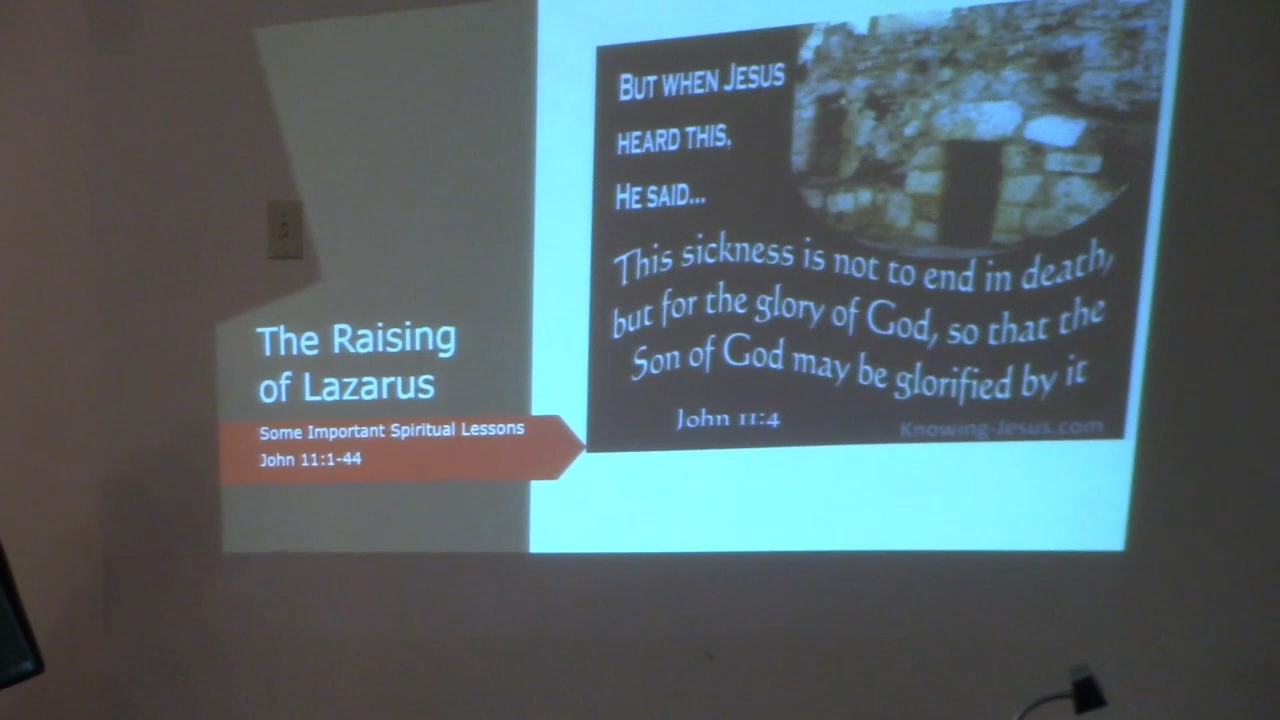 The Raising
of Lazarus
Some Important Spiritual Lessons
John 11:1-44
BUT WHEN JESUS
HEARD THIS,
HE SAID...
This sickness is not to end in death,
but for the glory of God, so that the
Son of God may be glorified by it
John 11:4
Knowing-Jesus.com